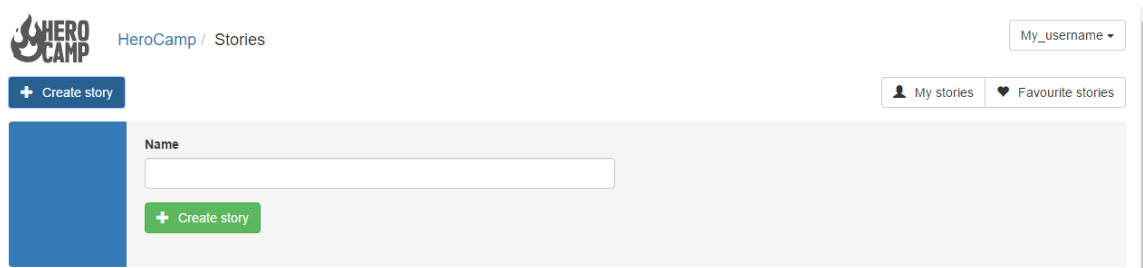 HERO
CAMP
HeroCamp / Stories
My_username
Create story
My stories
Favourite stories
Name
Create story